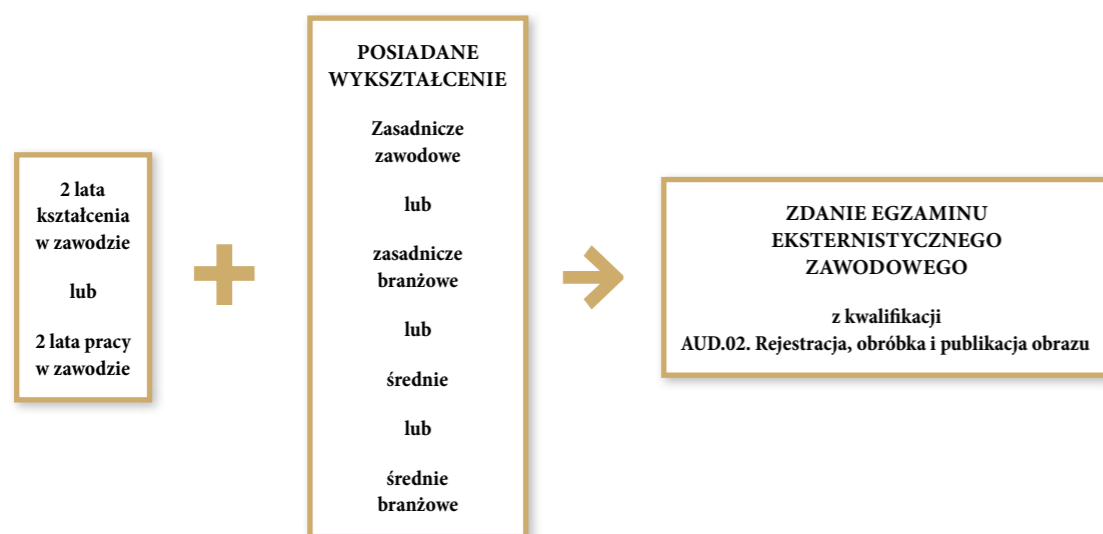 2 lata
kształcenia
w zawodzie
lub
2 lata pracy
w zawodzie
POSIADANE
WYKSZTAŁCENIE
Zasadnicze
zawodowe
lub
zasadnicze
branżowe
lub
średnie
lub
średnie
branżowe
ZDANIE EGZAMINU
EKSTERNISTYCZNEGO
ZAWODOWEGO
z kwalifikacji
AUD.02. Rejestracja, obróbka i publikacja obrazu